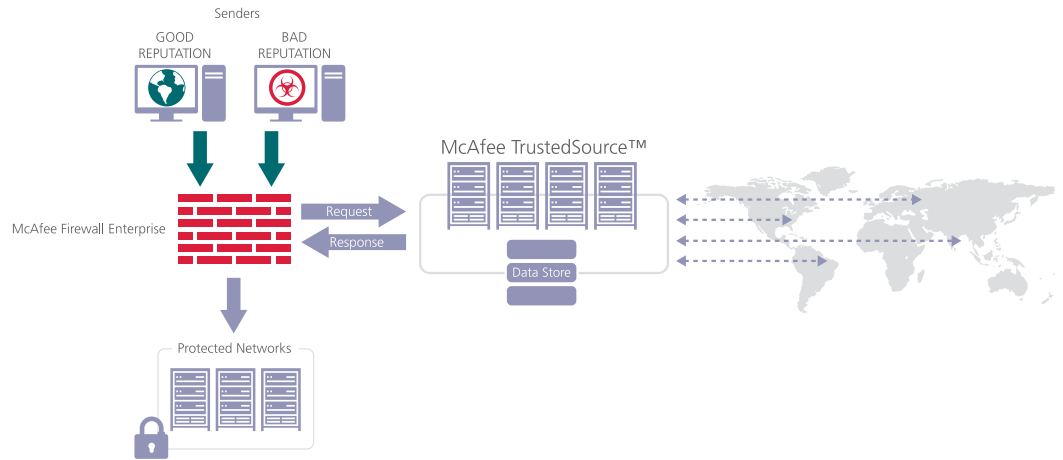 Senders
GOOD
REPUTATION
BAD
REPUTATION
McAfee TrustedSource™
McAfee Firewall Enterprise
Request
Response
Data Store
Protected Networks